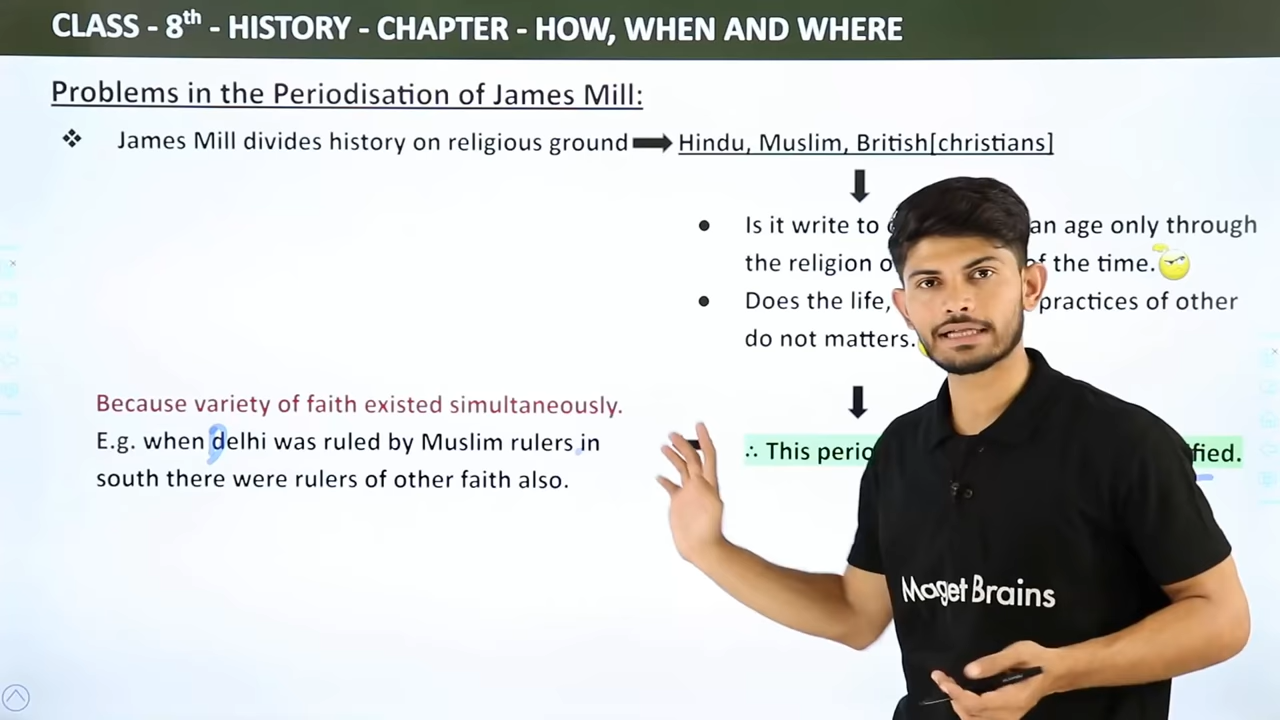 CLASS - 8th - HISTORY - CHAPTER - HOW, WHEN AND WHERE
Problems in the Periodisation of James Mill:
James Mill divides history on religious ground Hindu, Muslim, British[christians]
Is it write to an age only through
the religion of the time.
Does the life, practices of other
do not matters.
Because variety of faith existed simultaneously.
E.g. when delhi was ruled by Muslim rulers in
south there were rulers of other faith also.
∴ This
Magnet Brains